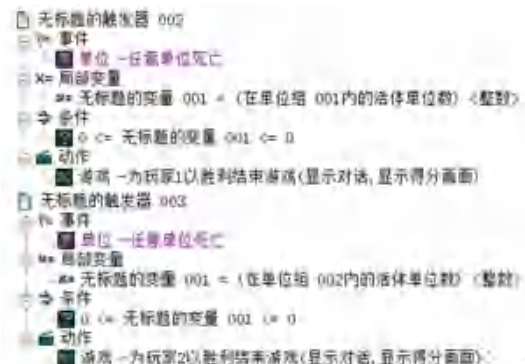 无标题的触发器 002
事件
单位 -任意单位死亡
局部变量
无标题的变量 001 = (在单位组 001内的活体单位数) <整数>
条件
0 <= 无标题的变量 001 <= 0
动作
游戏 -为玩家1以胜利结束游戏(显示对话,显示得分画面)
无标题的触发器 003
事件
单位 -任意单位死亡
局部变量
无标题的变量 001 = (在单位组 002内的活体单位数) <整数>
条件
0 <= 无标题的变量 001 <= 0
动作
游戏 -为玩家2以胜利结束游戏(显示对话,显示得分画面)